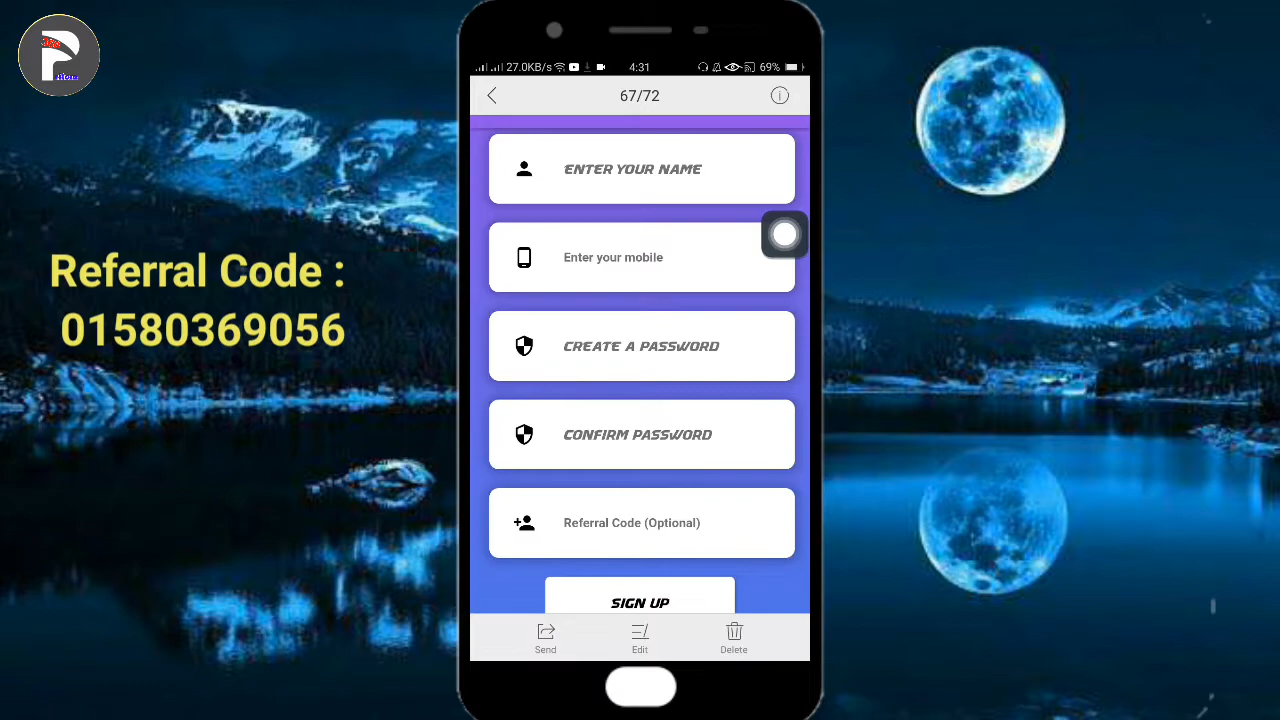 27.0KB/s
4:31
69%
67/72
ENTER YOUR NAME
Enter your mobile
CREATE A PASSWORD
CONFIRM PASSWORD
Referral Code (Optional)
SIGN UP
Send
Edit
Delete
Referral Code :
01580369056